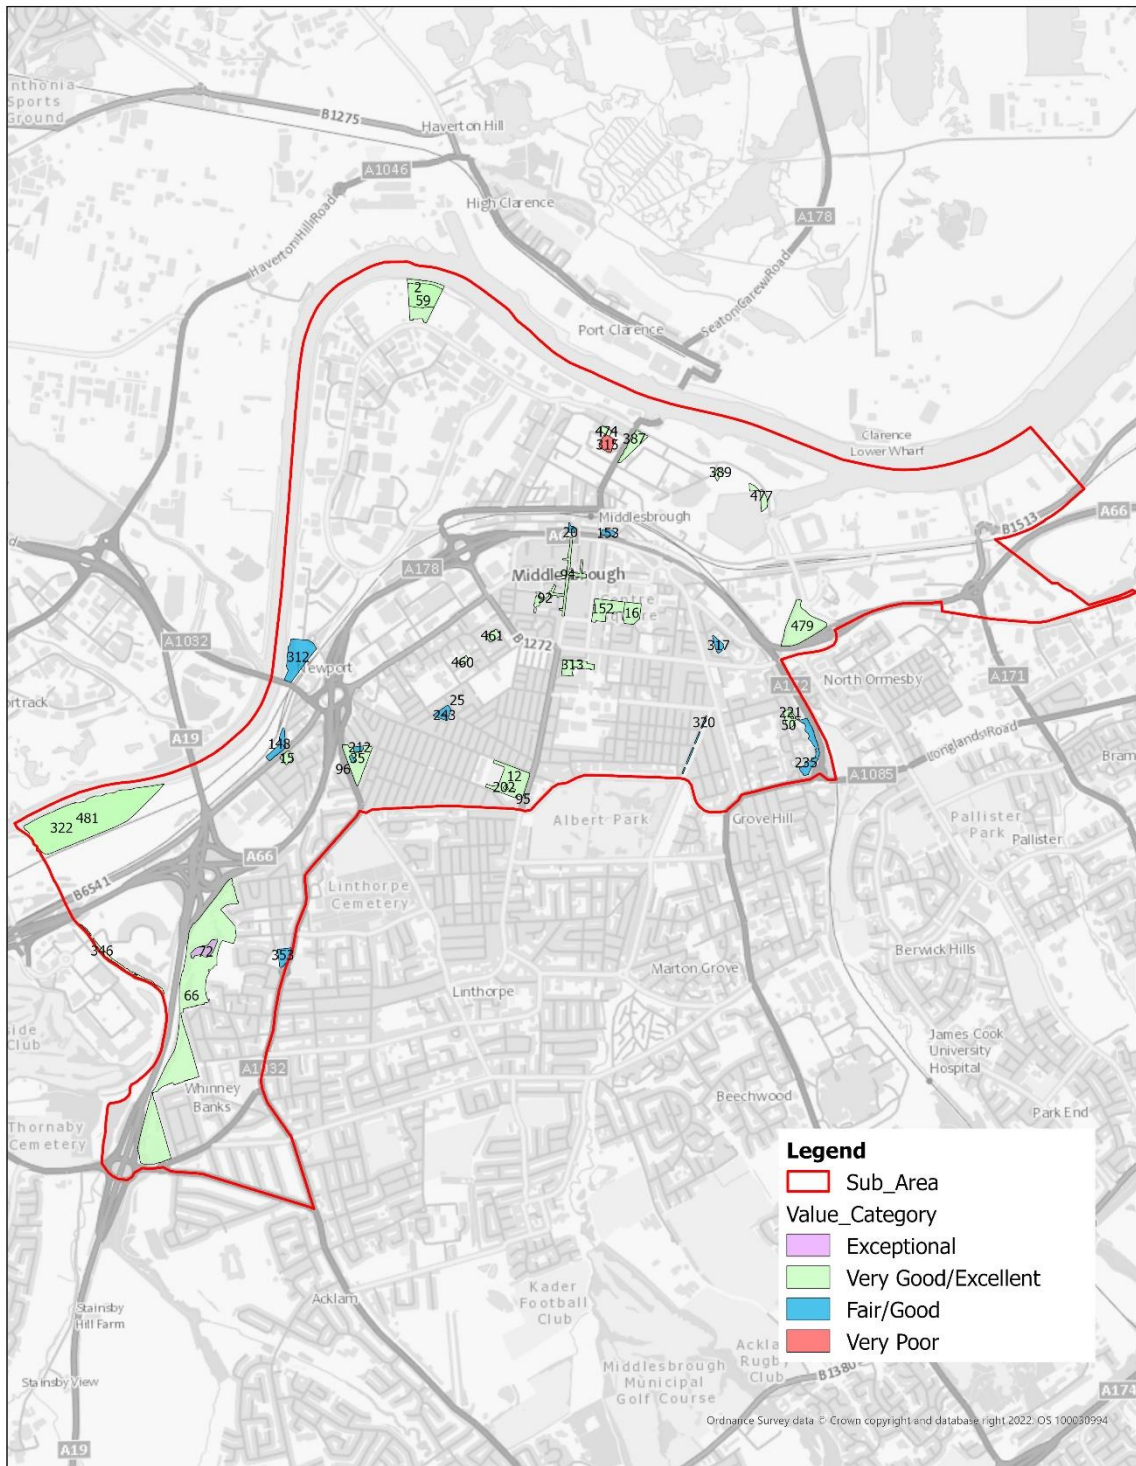 nthonia
Sports
Ground
B1275
Haverton Hill
A1046
High Clarence
A178
Haverton Hill Road
Seaton Carew Road
Port Clarence
2
59
474
315
387
Clarence
Lower Wharf
389
477
B1513
A66
Middlesbrough
20
153
A178
Middlesbrough
94
92
152
16
479
A1032
461
B1272
317
312
460
313
A172
North Ormesby
A171
25
243
221
50
320
Longlands Road
ortrack
A19
148
15
212
35
96
235
A1085
Bram
12
202
95
322
481
Albert Park
Grove Hill
Pallister
Park
Pallister
A66
B6541
Linthorpe
Cemetery
346
72
353
Berwick Hills
Marton Grove
66
Linthorpe
side
Club
James Cook
University
Hospital
A1032
Whinney
Banks
Beechwood
Park End
Thornaby
Cemetery
Legend
Sub_Area
Value_Category
Exceptional
Very Good/Excellent
Fair/Good
Very Poor
Kader
Football
Club
Acklam
Stainsby
Hill Farm
Stainsby View
Middlesbrough
Municipal
Golf Course
Rugby
Club
A174
Ordnance Survey data © Crown copyright and database right 2022. OS 100030994
A19